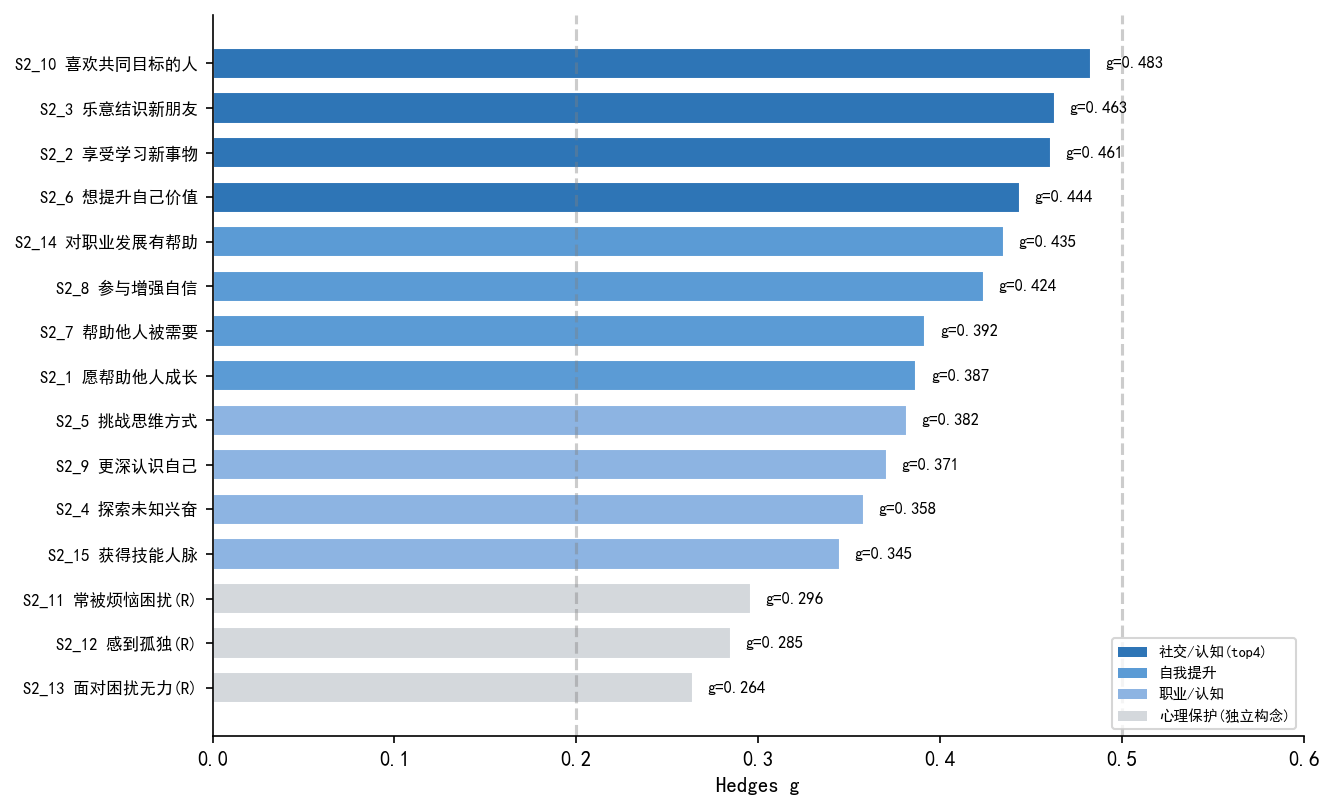 S2_10 喜欢共同目标的人 g=0.483
S2_3 乐意结识新朋友 g=0.463
S2_2 享受学习新事物 g=0.461
S2_6 想提升自己价值 g=0.444
S2_14 对职业发展有帮助 g=0.435
S2_8 参与增强自信 g=0.424
S2_7 帮助他人被需要 g=0.392
S2_1 愿帮助他人成长 g=0.387
S2_5 挑战思维方式 g=0.382
S2_9 更深认识自己 g=0.371
S2_4 探索未知兴奋 g=0.358
S2_15 获得技能人脉 g=0.345
S2_11 常被烦恼困扰(R) g=0.296
S2_12 感到孤独(R) g=0.285
S2_13 面对困扰无力(R) g=0.264
社交/认知(top4)
自我提升
职业/认知
心理保护(独立构念)
0.0 0.1 0.2 0.3 0.4 0.5 0.6
Hedges g